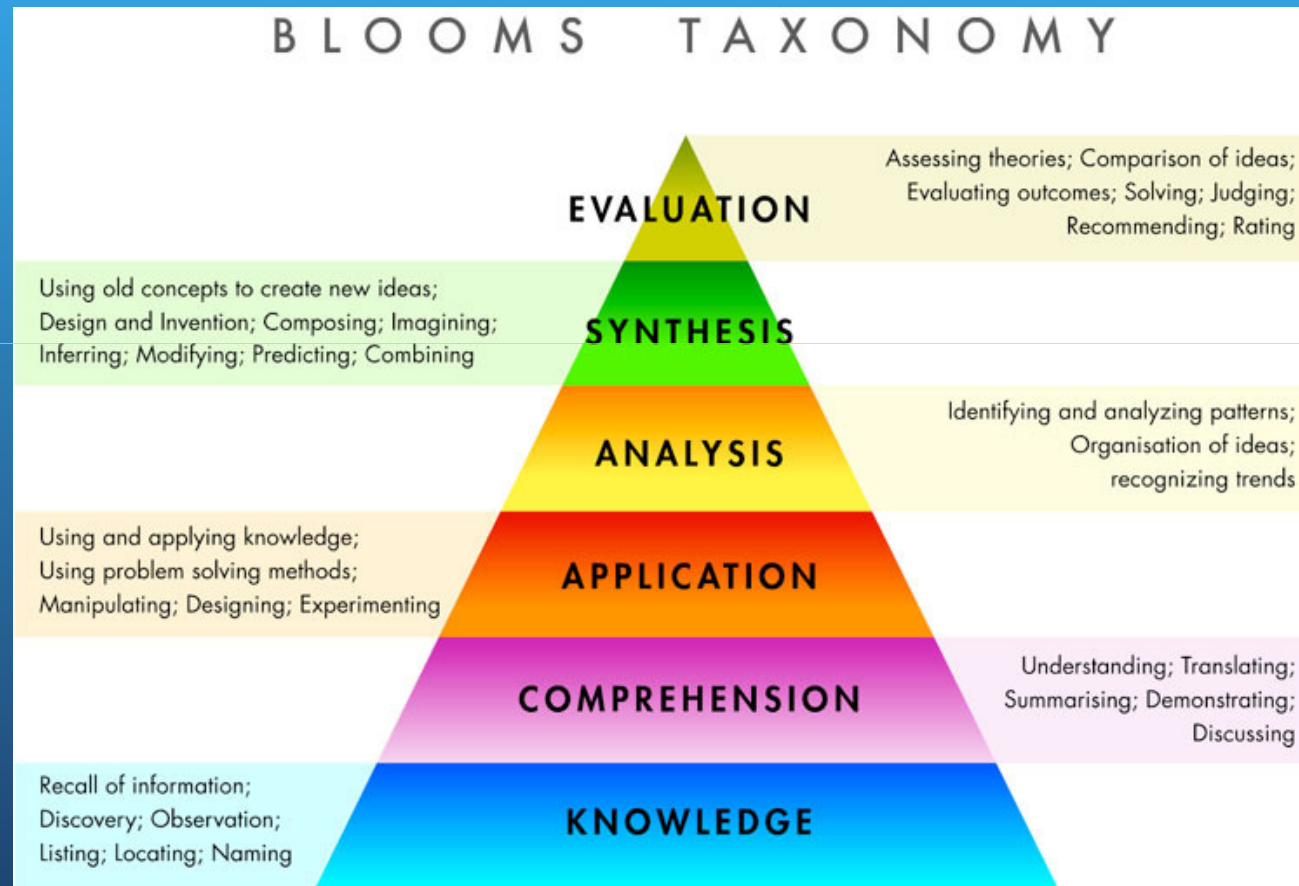 BLOOMS TAXONOMY
EVALUATION
Assessing theories; Comparison of ideas;
Evaluating outcomes; Solving; Judging;
Recommending; Rating
Using old concepts to create new ideas;
Design and Invention; Composing; Imagining;
Inferring; Modifying; Predicting; Combining
SYNTHESIS
ANALYSIS
Identifying and analyzing patterns;
Organisation of ideas;
recognizing trends
Using and applying knowledge;
Using problem solving methods;
Manipulating; Designing; Experimenting
APPLICATION
COMPREHENSION
Understanding; Translating;
Summarising; Demonstrating;
Discussing
Recall of information;
Discovery; Observation;
Listing; Locating; Naming
KNOWLEDGE